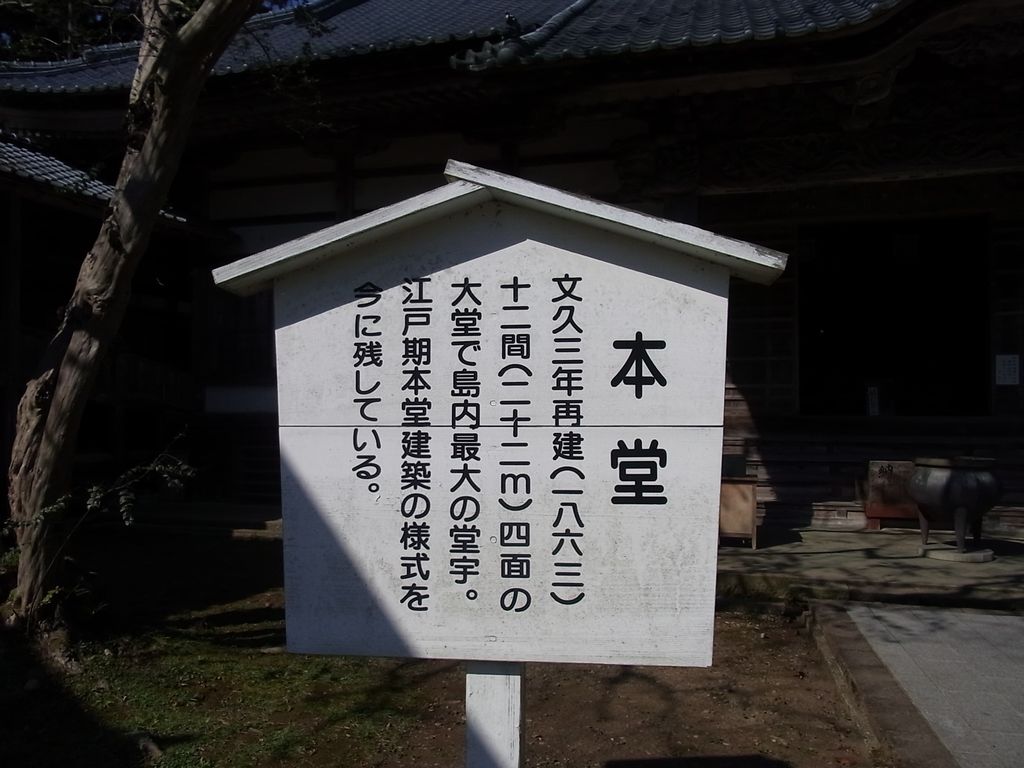 本堂
文久三年再建(一八六三)
十二間(二十二m)四面の
大堂で島内最大の堂宇。
江戸期本堂建築の様式を
今に残している。